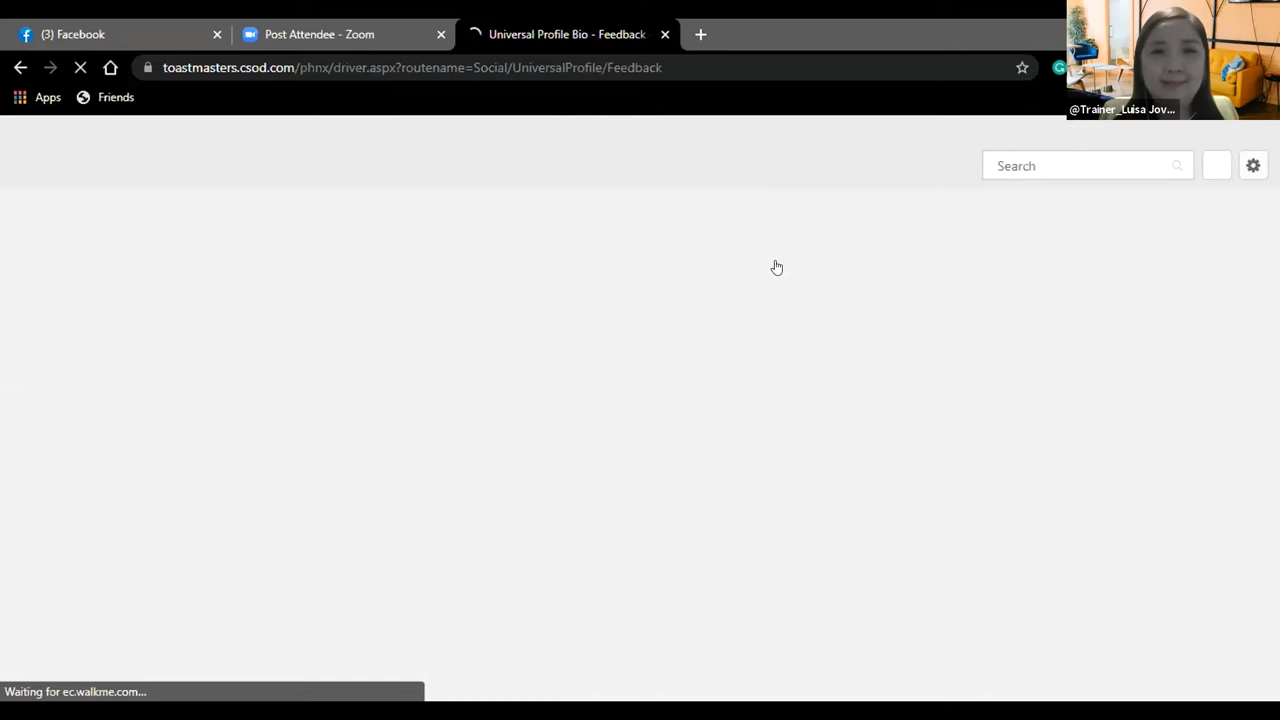 (3) Facebook
Post Attendee - Zoom
Universal Profile Bio - Feedback
toastmasters.csod.com/phnx/driver.aspx?routename=Social/UniversalProfile/Feedback
Apps
Friends
@Trainer_Luisa Jov...
Search
Waiting for ec.walkme.com...